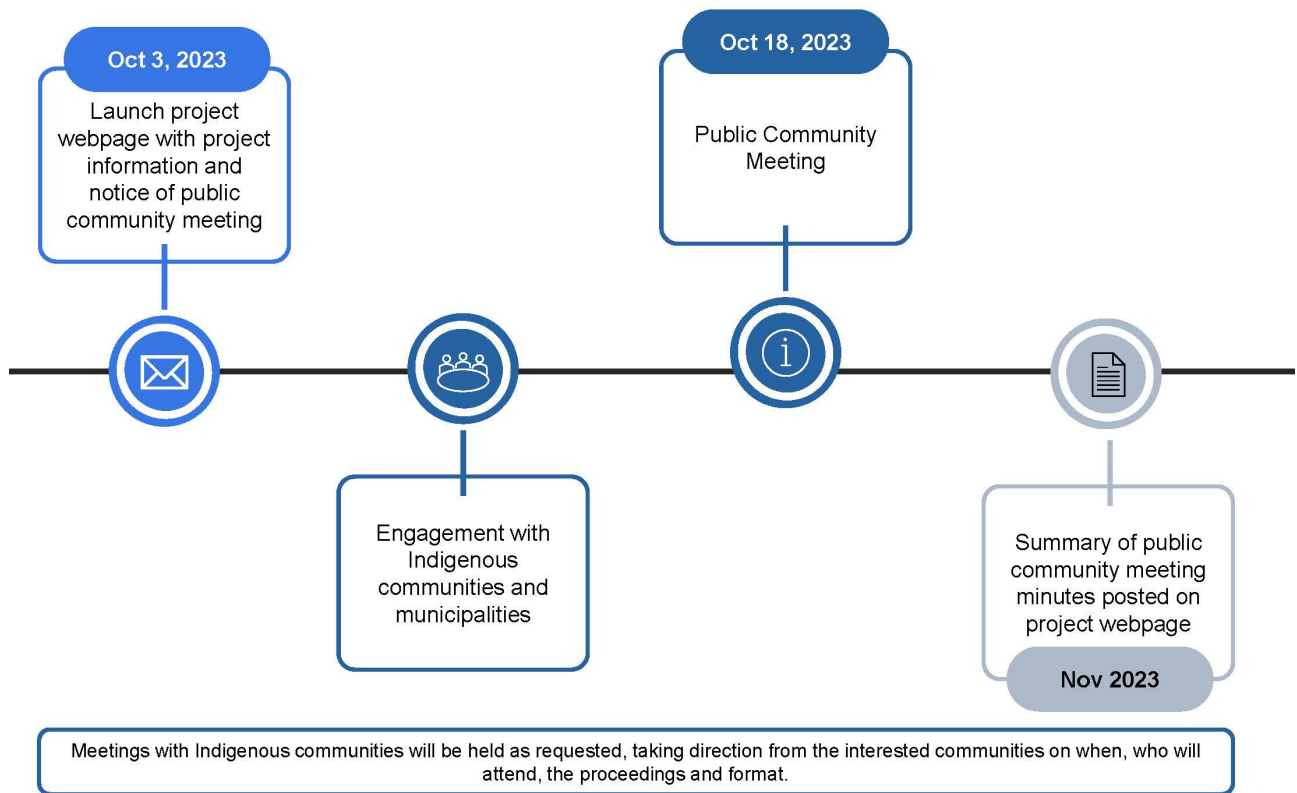 Oct 3, 2023
Launch project
webpage with project
information and
notice of public
community meeting
Engagement with
Indigenous
communities and
municipalities
Oct 18, 2023
Public Community
Meeting
i
Summary of public
community meeting
minutes posted on
project webpage
Nov 2023
Meetings with Indigenous communities will be held as requested, taking direction from the interested communities on when, who will
attend, the proceedings and format.